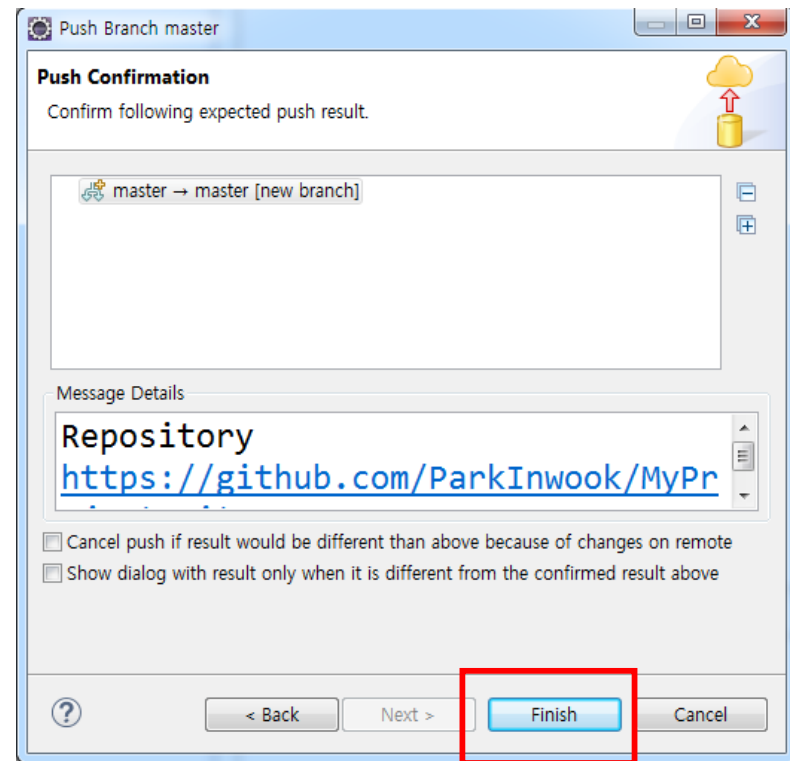 Push Branch master
Push Confirmation
Confirm following expected push result.
master → master [new branch]
Message Details
Repository
https://github.com/ParkInwook/MyPr
Cancel push if result would be different than above because of changes on remote
Show dialog with result only when it is different from the confirmed result above
< Back Next > Finish Cancel